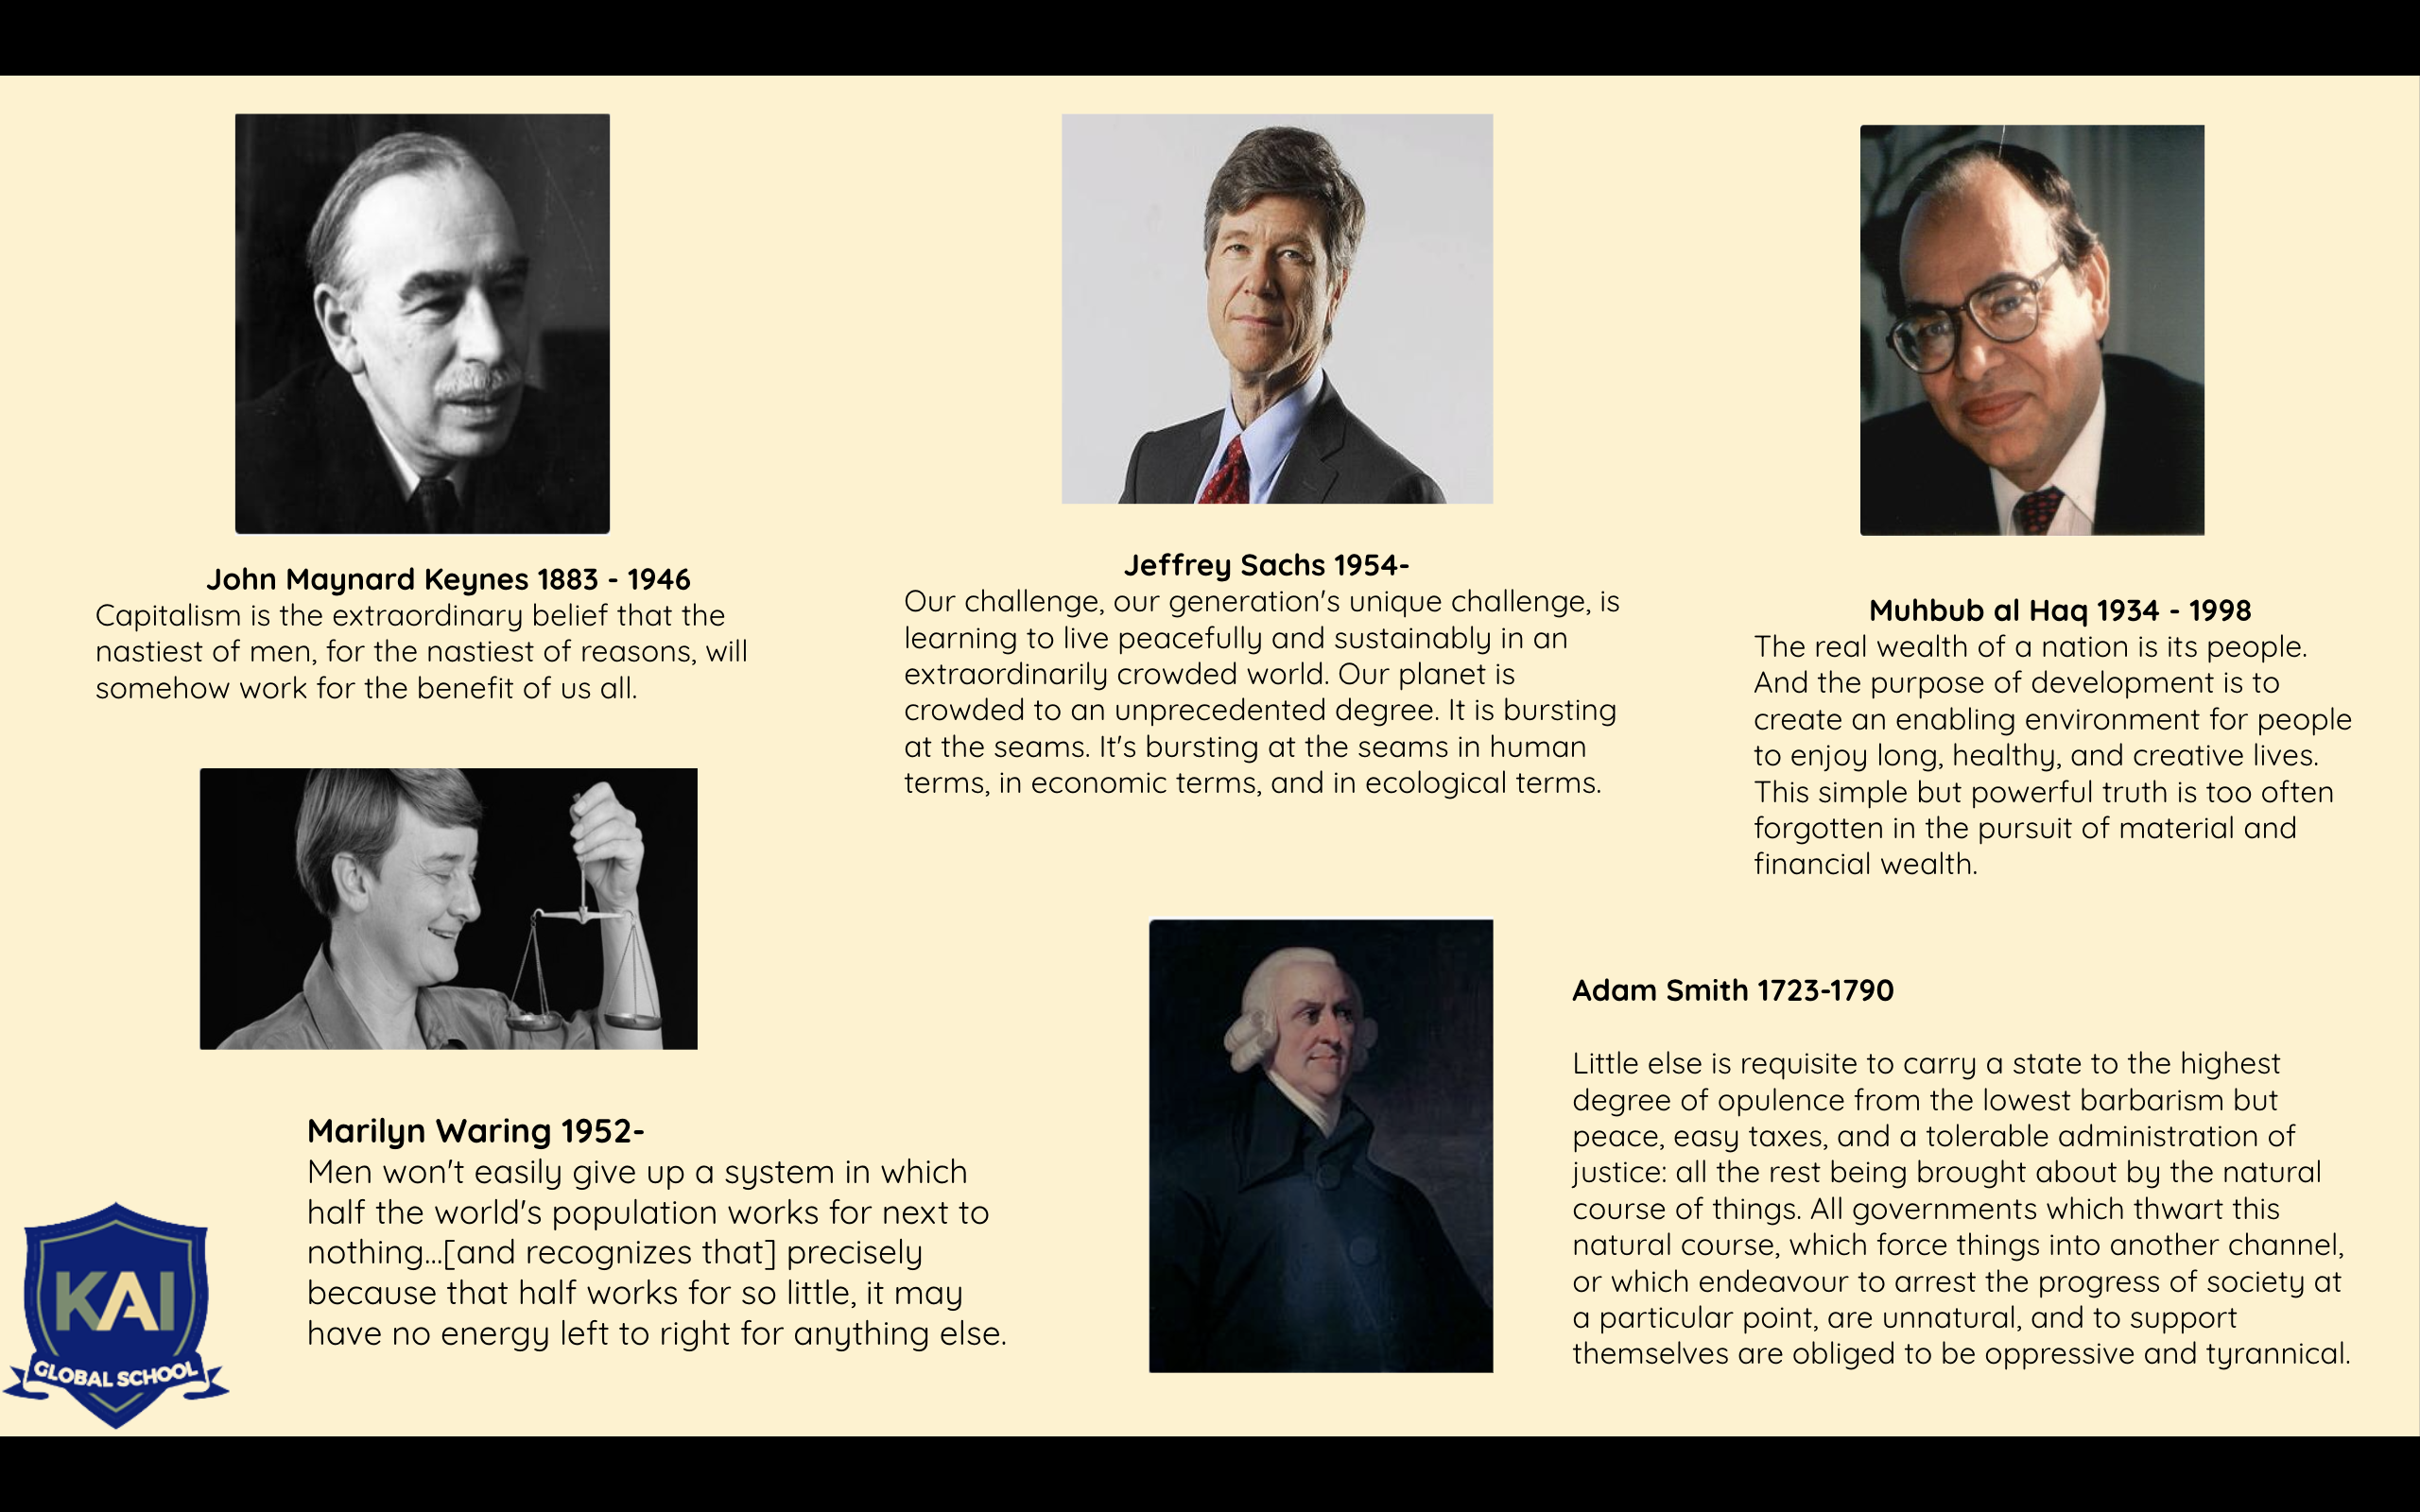 John Maynard Keynes 1883 - 1946
Capitalism is the extraordinary belief that the
nastiest of men, for the nastiest of reasons, will
somehow work for the benefit of us all.
Jeffrey Sachs 1954-
Our challenge, our generation's unique challenge, is
learning to live peacefully and sustainably in an
extraordinarily crowded world. Our planet is
crowded to an unprecedented degree. It is bursting
at the seams. It's bursting at the seams in human
terms, in economic terms, and in ecological terms.
Muhbub al Haq 1934 - 1998
The real wealth of a nation is its people.
And the purpose of development is to
create an enabling environment for people
to enjoy long, healthy, and creative lives.
This simple but powerful truth is too often
forgotten in the pursuit of material and
financial wealth.
Marilyn Waring 1952-
Men won't easily give up a system in which
half the world's population works for next to
nothing...[and recognizes that] precisely
because that half works for so little, it may
have no energy left to right for anything else.
Adam Smith 1723-1790
Little else is requisite to carry a state to the highest
degree of opulence from the lowest barbarism but
peace, easy taxes, and a tolerable administration of
justice: all the rest being brought about by the natural
course of things. All governments which thwart this
natural course, which force things into another channel,
or which endeavour to arrest the progress of society at
a particular point, are unnatural, and to support
themselves are obliged to be oppressive and tyrannical.
KAI
GLOBAL SCHOOL